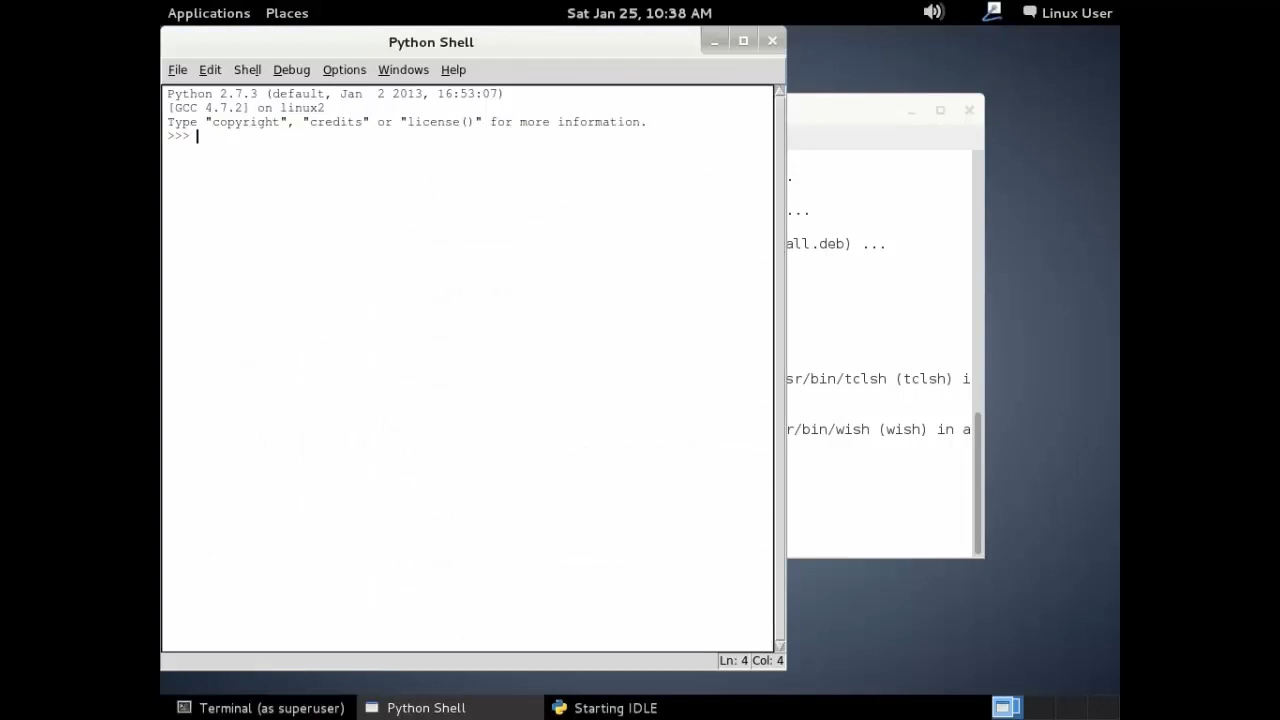 Applications Places Sat Jan 25, 10:38 AM Linux User
Python Shell
File Edit Shell Debug Options Windows Help
Python 2.7.3 (default, Jan  2 2013, 16:53:07)
[GCC 4.7.2] on linux2
Type "copyright", "credits" or "license()" for more information.
>>>
.
...
all.deb) ...
sr/bin/tclsh (tclsh) i
r/bin/wish (wish) in a
Ln: 4 Col: 4
Terminal (as superuser) Python Shell Starting IDLE